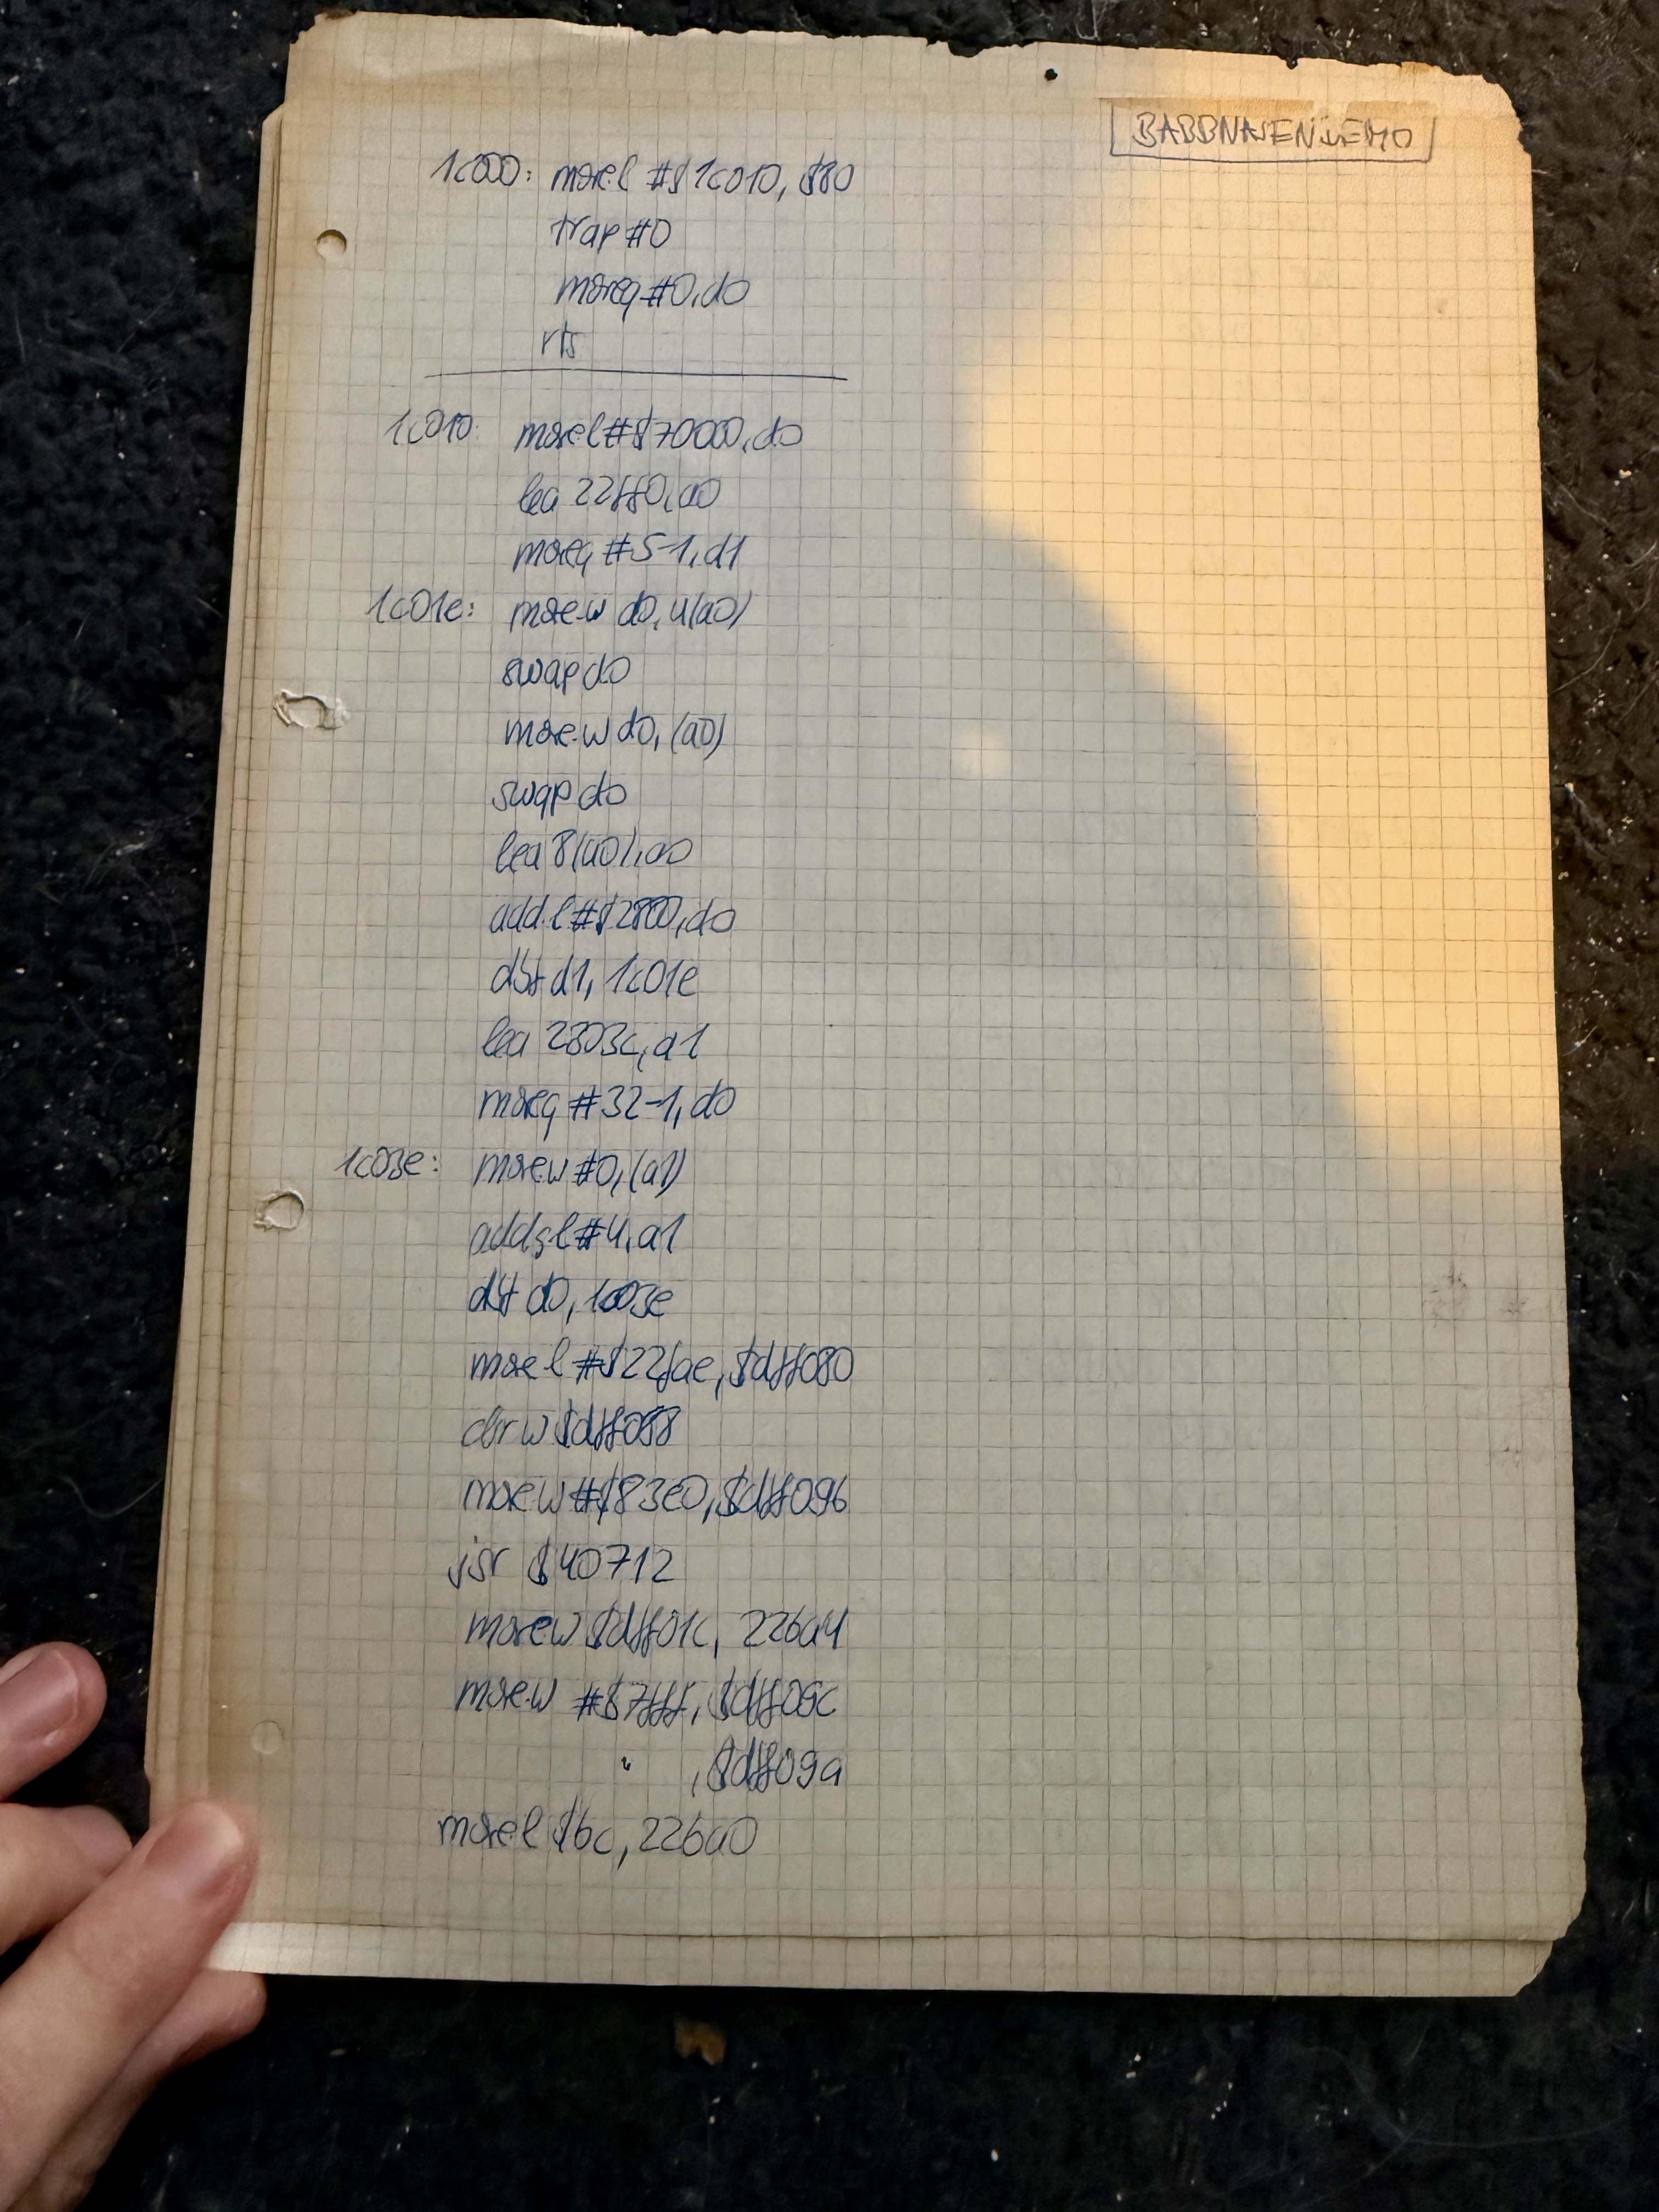 BABBNASENDEMO
1c000: move.l #$1c010, $80
trap #0
moveq #0,d0
rts
1c010: move.l #$70000,d0
lea 22ff0,a0
moveq #5-1,d1
1c01e: move.w d0,4(a0)
swap d0
move.w d0,(a0)
swap d0
lea 8(a0),a0
add.l #$2800,d0
dbf d1, 1c01e
lea 2303c,a1
moveq #32-1,d0
1c03e: move.w #0,(a1)
addq.l #4,a1
dbf d0, 1c03e
move.l #$22fae, $dff080
clr.w $dff088
move.w #$83e0, $dff096
jsr $40712
move.w $dff01c, 226a4
move.w #$7fff, $dff09c
" , $dff09a
move.l $6c, 226a0